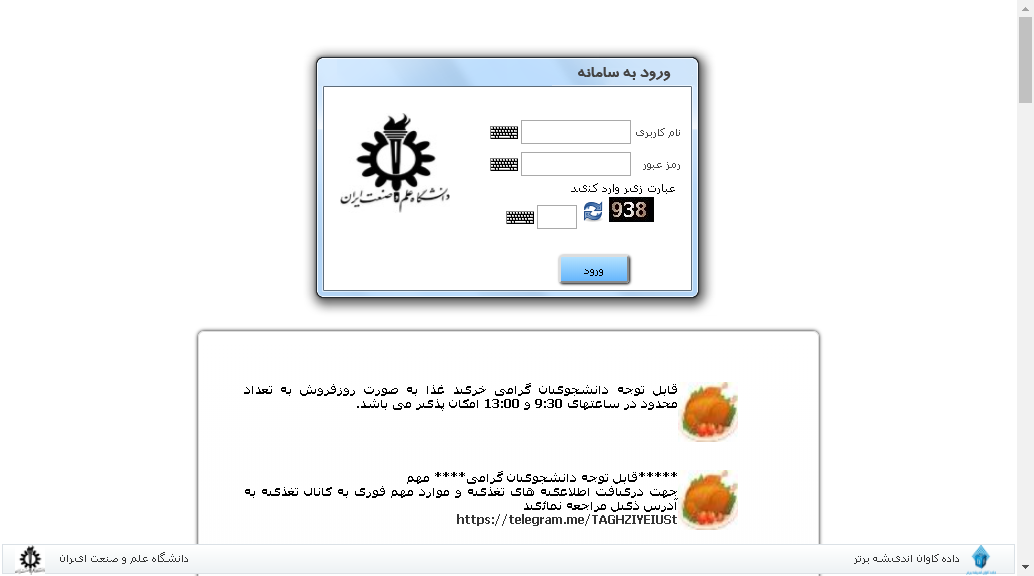 ورود به سامانه
نام کاربری
رمز عبور
عبارت زیر وارد کنید
938
ورود
دانشگاه علم و صنعت ایران
قابل توجه دانشجویان گرامی خرید غذا به صورت روزفروش به تعداد
محدود در ساعتهای 9:30 و 13:00 امکان پذیر می باشد.
*****قابل توجه دانشجویان گرامی**** مهم
جهت دریافت اطلاعیه های تغذیه و موارد مهم فوری به کانال تغذیه به
آدرس ذیل مراجعه نمائید
https://telegram.me/TAGHZIYEIUSt
داده کاوان اندیشه برتر
دانشگاه علم و صنعت ایران